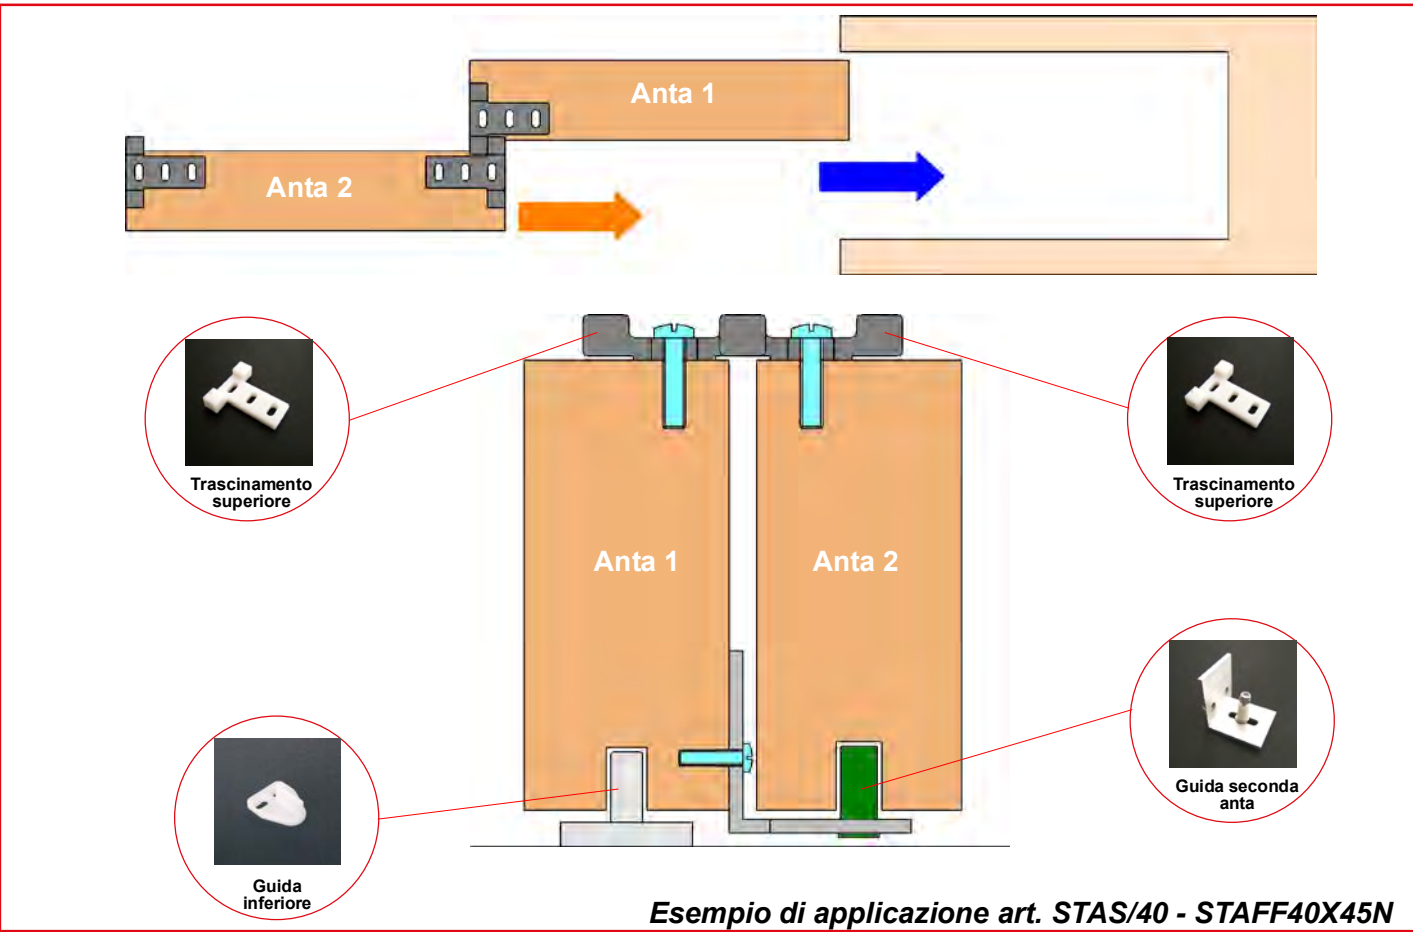 Anta 1
Anta 2
Trascinamento
superiore
Trascinamento
superiore
Anta 1
Anta 2
Guida seconda
anta
Guida
inferiore
Esempio di applicazione art. STAS/40 - STAFF40X45N